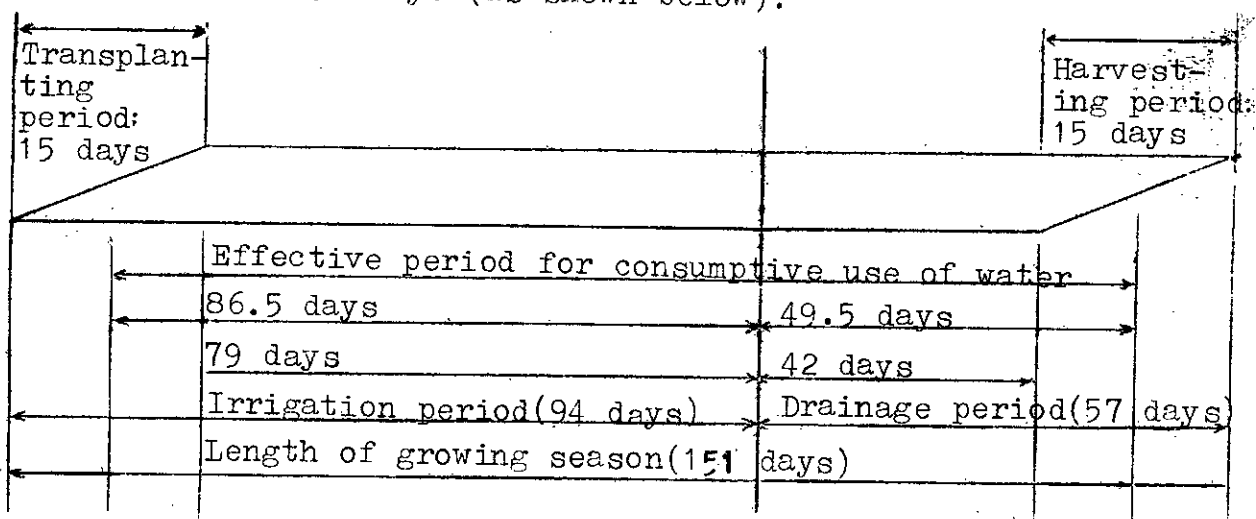 (as shown below).
Transplan-
ting
period:
15 days
Harvest-
ing period:
15 days
Effective period for consumptive use of water
86.5 days
49.5 days
79 days
42 days
Irrigation period(94 days)
Drainage period(57 days)
Length of growing season(151 days)